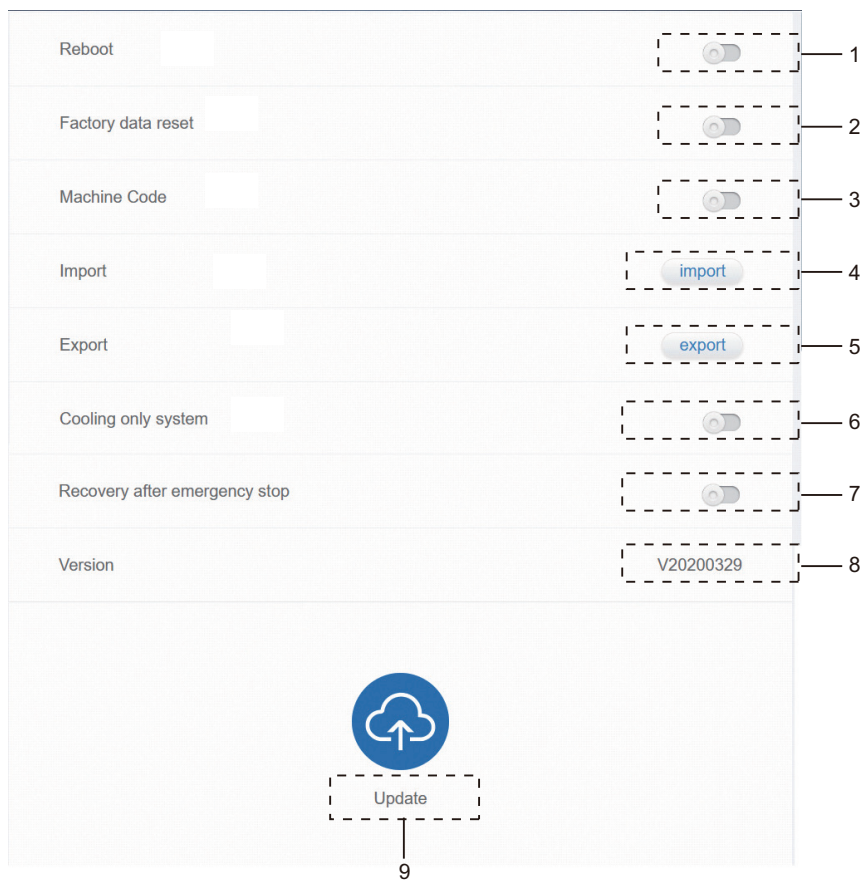 Reboot 1
Factory data reset 2
Machine Code 3
Import import 4
Export export 5
Cooling only system 6
Recovery after emergency stop 7
Version V20200329 8
Update
9